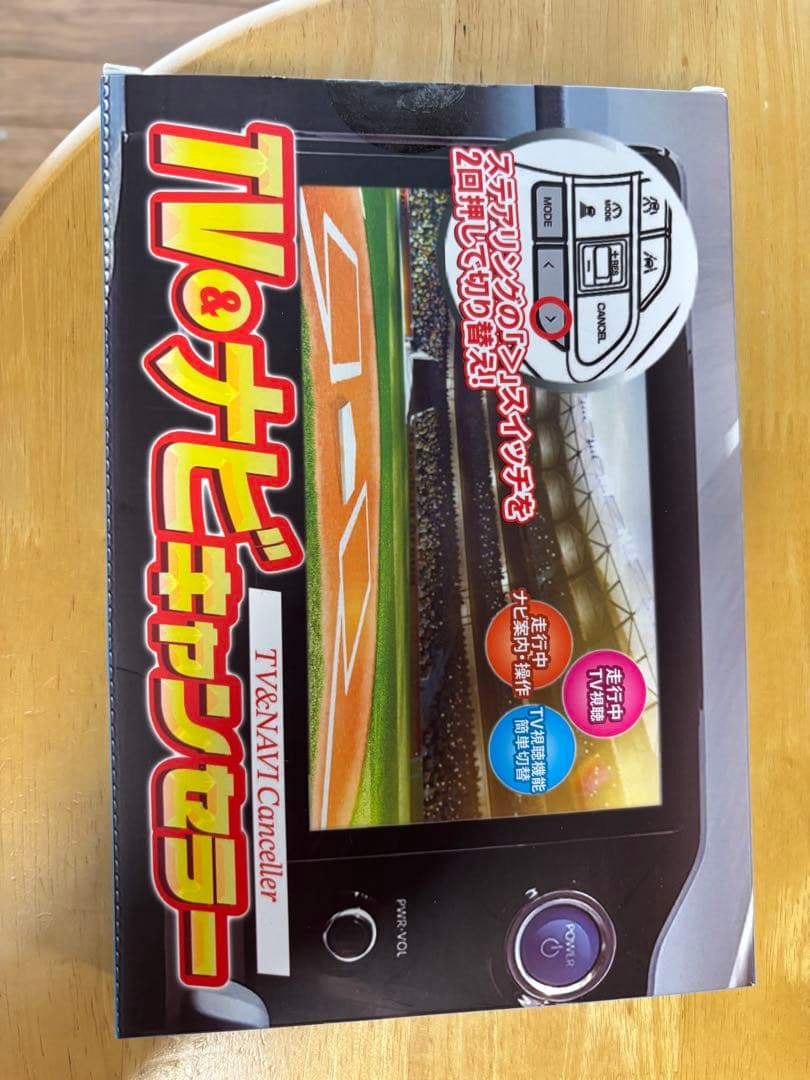 ステアリングの「>」スイッチを
2回押しで切り替え!
MODE
<
>
MODE
+RES
−
CANCEL
走行中
TV視聴
走行中
ナビ案内・操作
TV視聴機能
簡単切替
PWR・VOL
POWER
TV&ナビキャンセラー
TV&NAVI Canceller